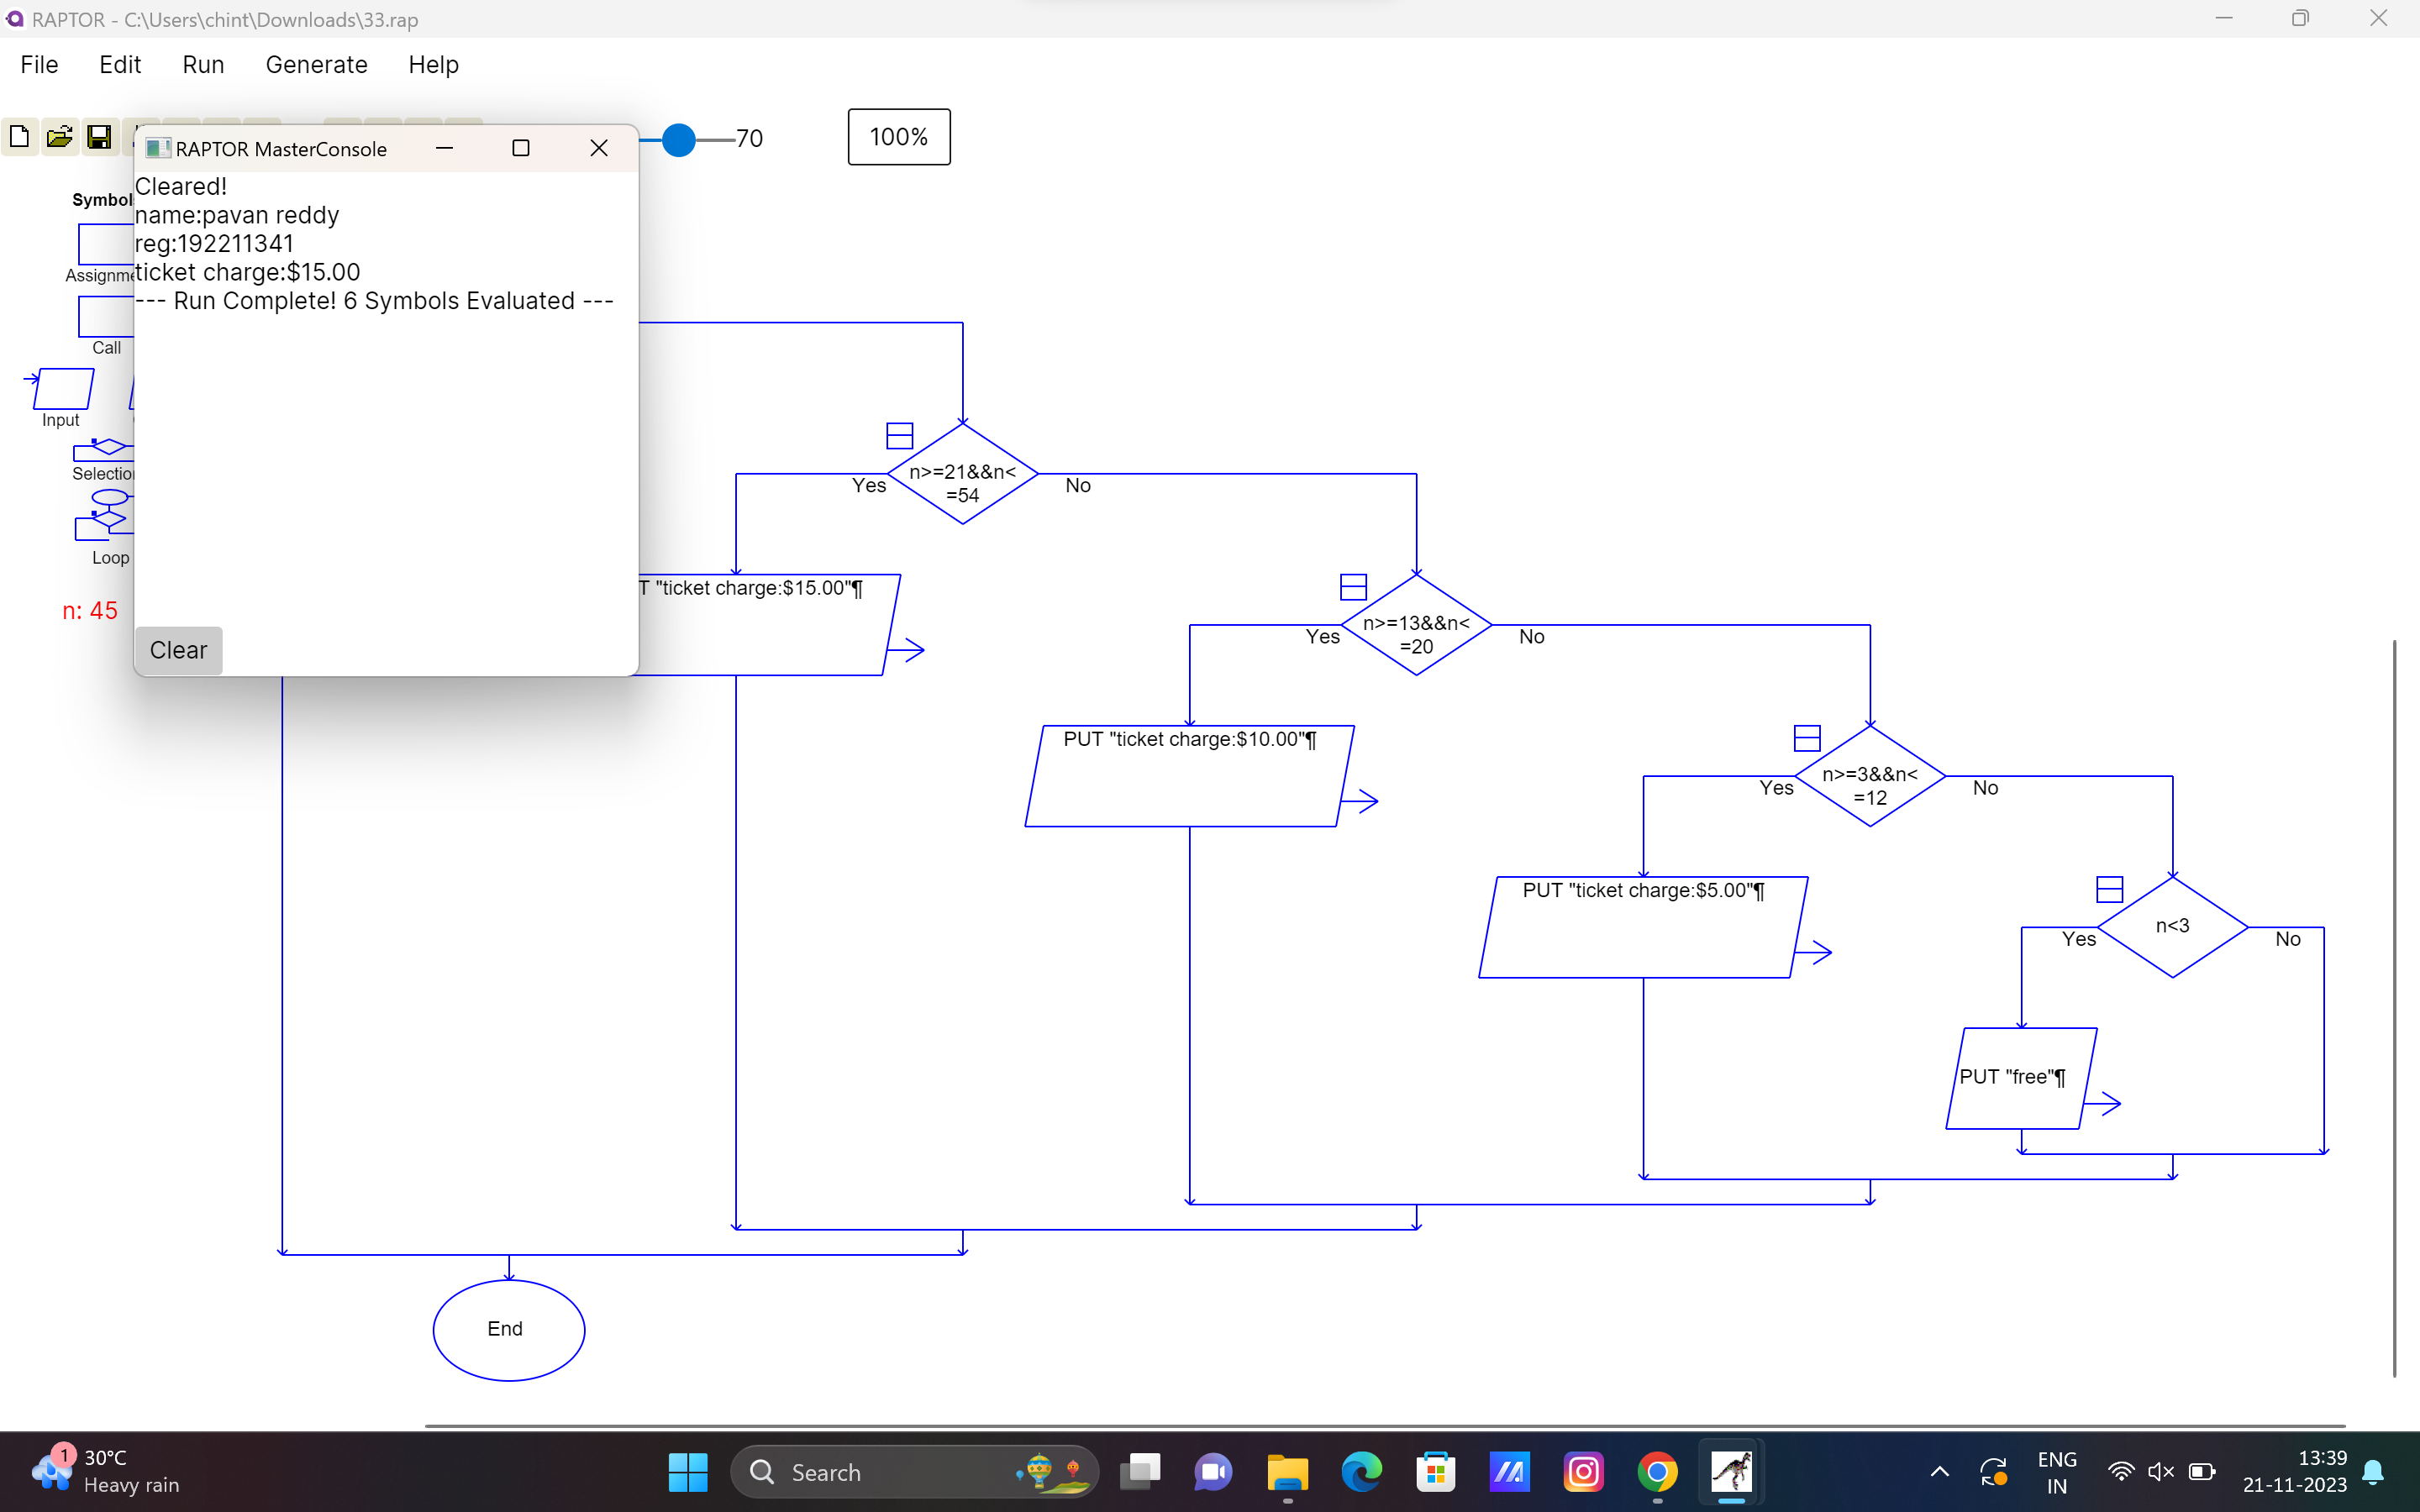 RAPTOR - C:\Users\chint\Downloads\33.rap
File Edit Run Generate Help
70
100%
RAPTOR MasterConsole
Cleared!
name:pavan reddy
reg:192211341
ticket charge:$15.00
--- Run Complete! 6 Symbols Evaluated ---
Clear
Symbol
Assignme
Call
Input
Selection
Loop
n: 45
n>=21&&n<
=54
Yes
No
T "ticket charge:$15.00"¶
n>=13&&n<
=20
Yes
No
PUT "ticket charge:$10.00"¶
n>=3&&n<
=12
Yes
No
PUT "ticket charge:$5.00"¶
n<3
Yes
No
PUT "free"¶
End
1
30°C
Heavy rain
Search
ENG
IN
13:39
21-11-2023